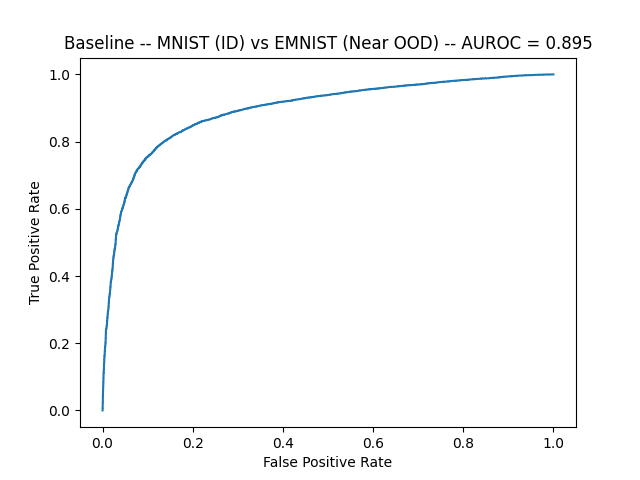 Baseline -- MNIST (ID) vs EMNIST (Near OOD) -- AUROC = 0.895
1.0
0.8
0.6
0.4
0.2
0.0
True Positive Rate
0.0 0.2 0.4 0.6 0.8 1.0
False Positive Rate